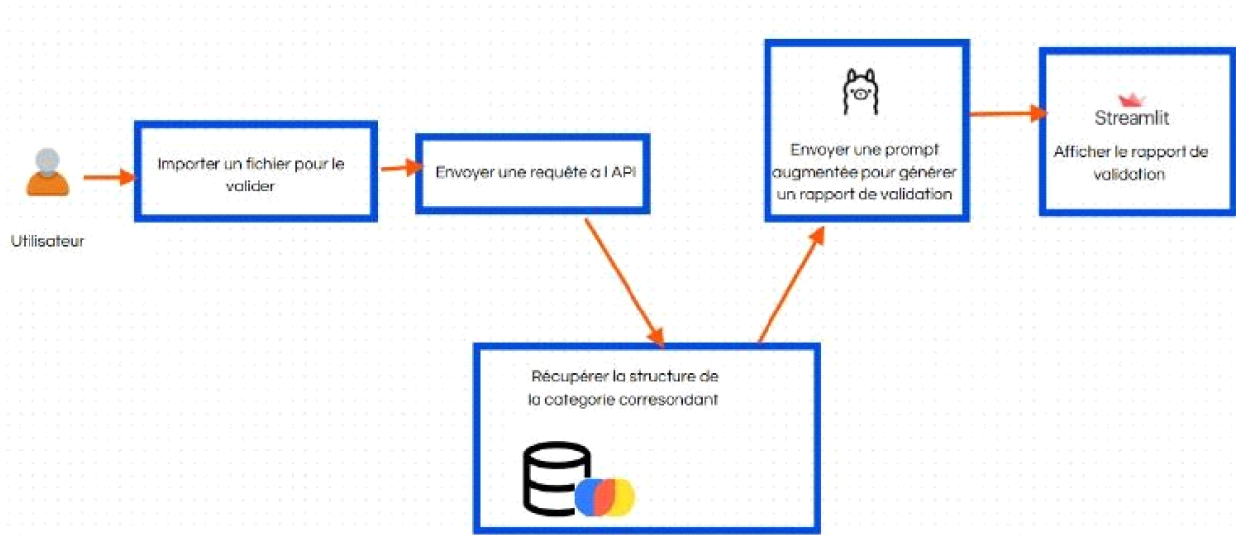 Utilisateur
Importer un fichier pour le
valider
Envoyer une requête a l API
Récupérer la structure de
la categorie corresondant
Envoyer une prompt
augmentée pour générer
un rapport de validation
Streamlit
Afficher le rapport de
validation